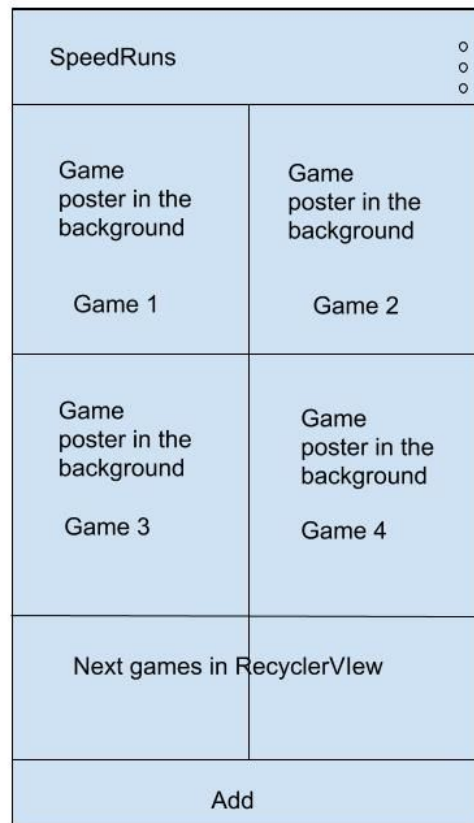 SpeedRuns
Game
poster in the
background
Game 1
Game
poster in the
background
Game 2
Game
poster in the
background
Game 3
Game
poster in the
background
Game 4
Next games in RecyclerVIew
Add